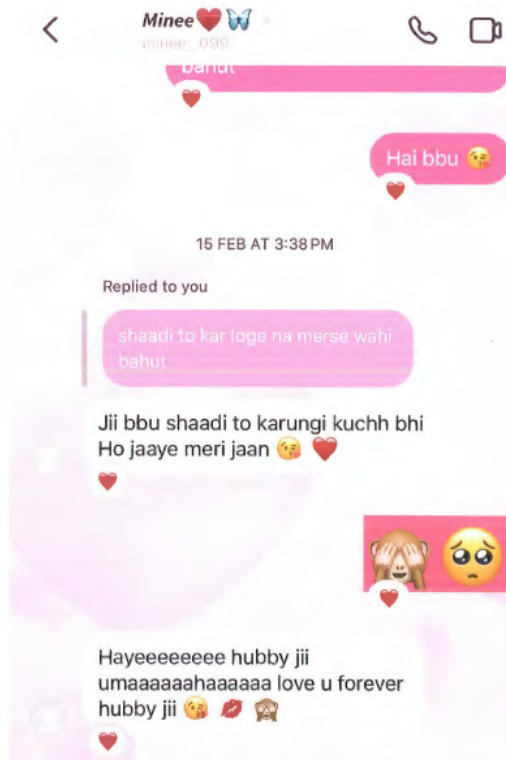 Minee❤️🦋
minee_099
bahut
Hai bbu 😘
15 FEB AT 3:38 PM
Replied to you
shaadi to kar loge na merse wahi
bahut
Jii bbu shaadi to karungi kuchh bhi
Ho jaaye meri jaan 😘 ❤️
🙈🥺
Hayeeeeeeee hubby jii
umaaaaaahaaaaaa love u forever
hubby jii 😘 💋 🙈